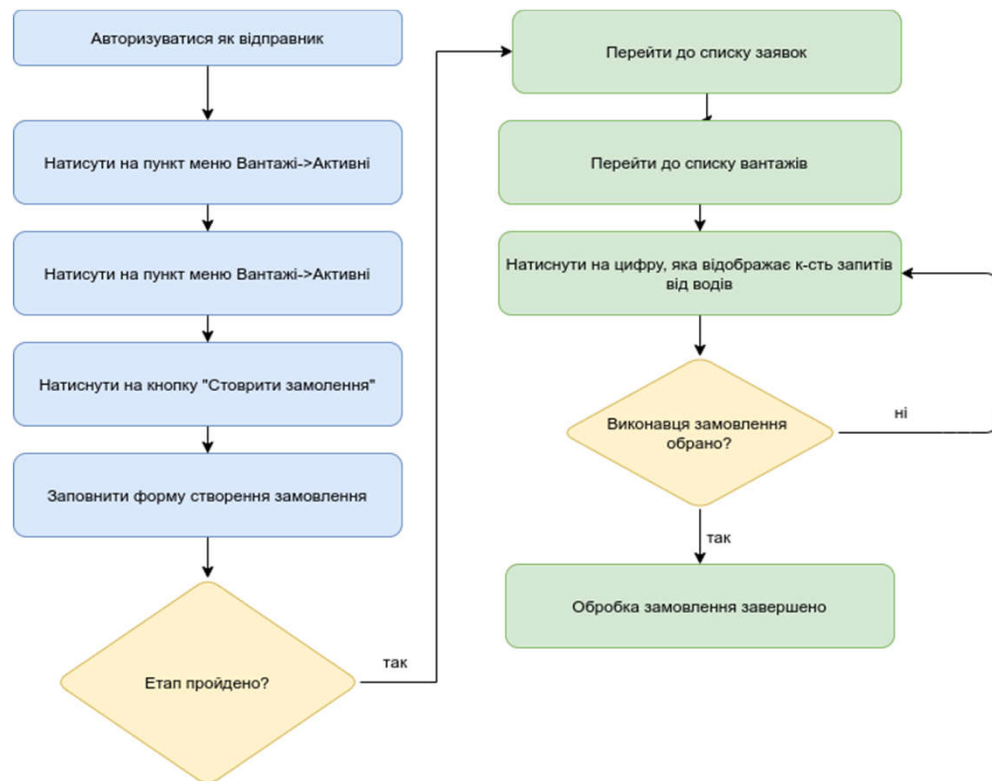 Авторизуватися як відправник
Натисути на пункт меню Вантажі->Активні
Натисути на пункт меню Вантажі->Активні
Натиснути на кнопку "Стоврити замолення"
Заповнити форму створення замовлення
Етап пройдено?
так
Перейти до списку заявок
Перейти до списку вантажів
Натиснути на цифру, яка відображає к-сть запитів
від водіїв
Виконавця замовлення
обрано?
ні
так
Обробка замовлення завершено